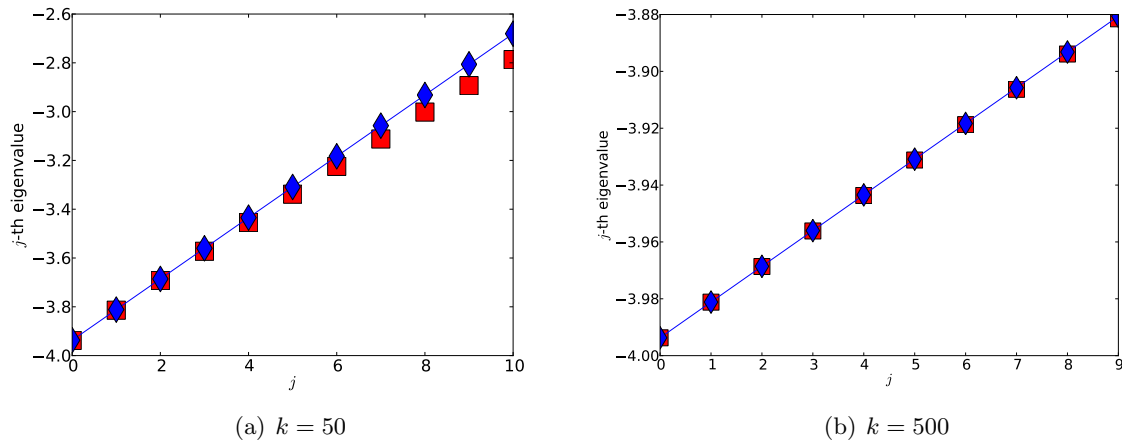 −2.6
−2.8
−3.0
−3.2
−3.4
−3.6
−3.8
−4.0
j-th eigenvalue
0 2 4 6 8 10
j
(a) k = 50
−3.88
−3.90
−3.92
−3.94
−3.96
−3.98
−4.00
j-th eigenvalue
0 1 2 3 4 5 6 7 8 9
j
(b) k = 500